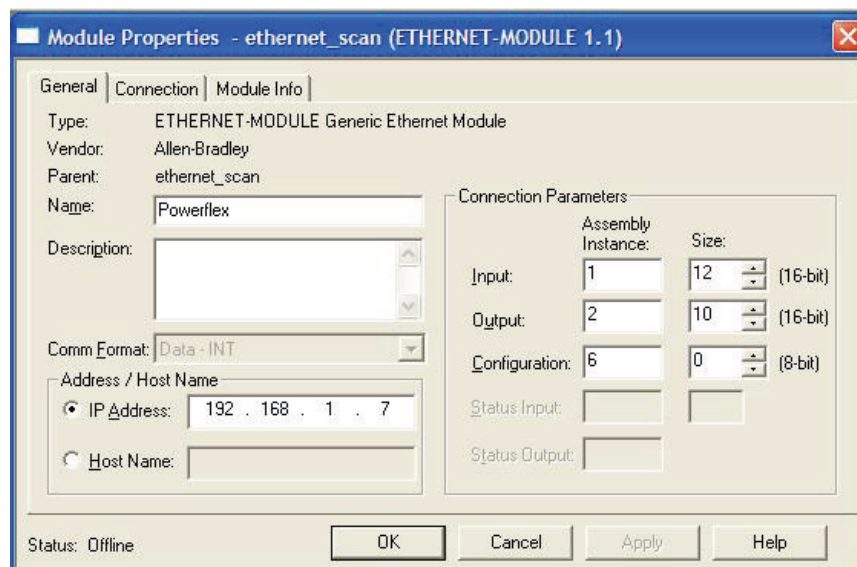 Module Properties - ethernet_scan (ETHERNET-MODULE 1.1)
General Connection Module Info
Type: ETHERNET-MODULE Generic Ethernet Module
Vendor: Allen-Bradley
Parent: ethernet_scan
Name: Powerflex
Description:
Comm Format: Data - INT
Address / Host Name
IP Address: 192 . 168 . 1 . 7
Host Name:
Connection Parameters
Assembly Instance: Size:
Input: 1 12 (16-bit)
Output: 2 10 (16-bit)
Configuration: 6 0 (8-bit)
Status Input:
Status Output:
Status: Offline OK Cancel Apply Help